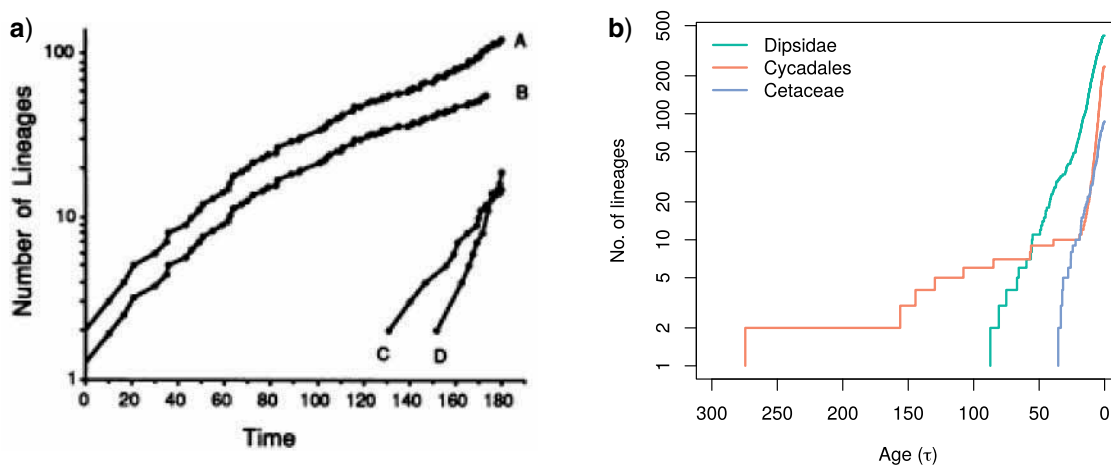 a)
Number of Lineages
100
10
1
A
B
C
D
0 20 40 60 80 100 120 140 160 180
Time
b)
No. of lineages
500
200
100
50
20
10
5
2
1
Dipsidae
Cycadales
Cetaceae
300 250 200 150 100 50 0
Age (τ)